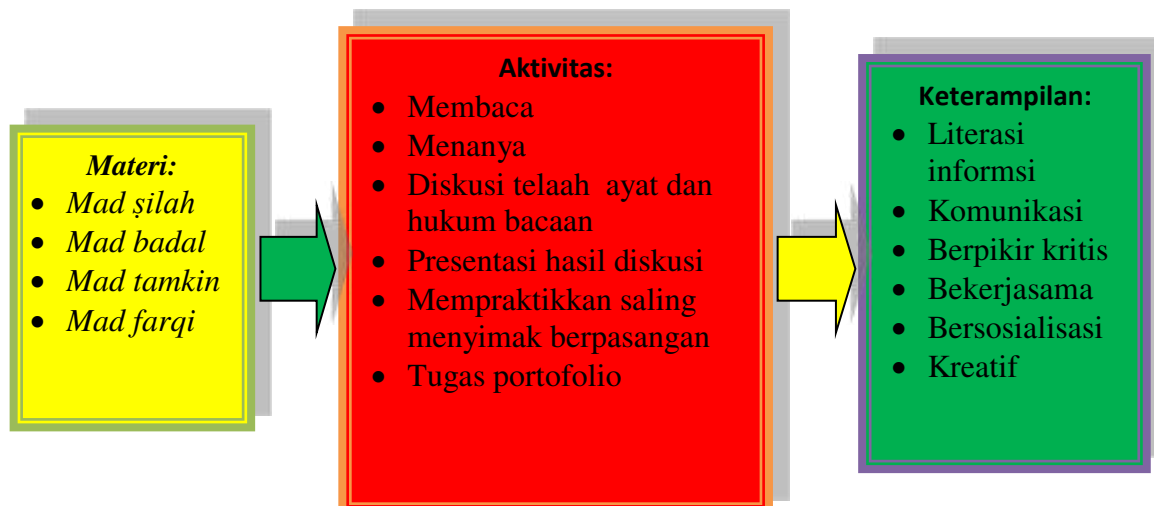 Materi:
• Mad ṣilah
• Mad badal
• Mad tamkin
• Mad farqi
Aktivitas:
• Membaca
• Menanya
• Diskusi telaah ayat dan
hukum bacaan
• Presentasi hasil diskusi
• Mempraktikkan saling
menyimak berpasangan
• Tugas portofolio
Keterampilan:
• Literasi
informsi
• Komunikasi
• Berpikir kritis
• Bekerjasama
• Bersosialisasi
• Kreatif